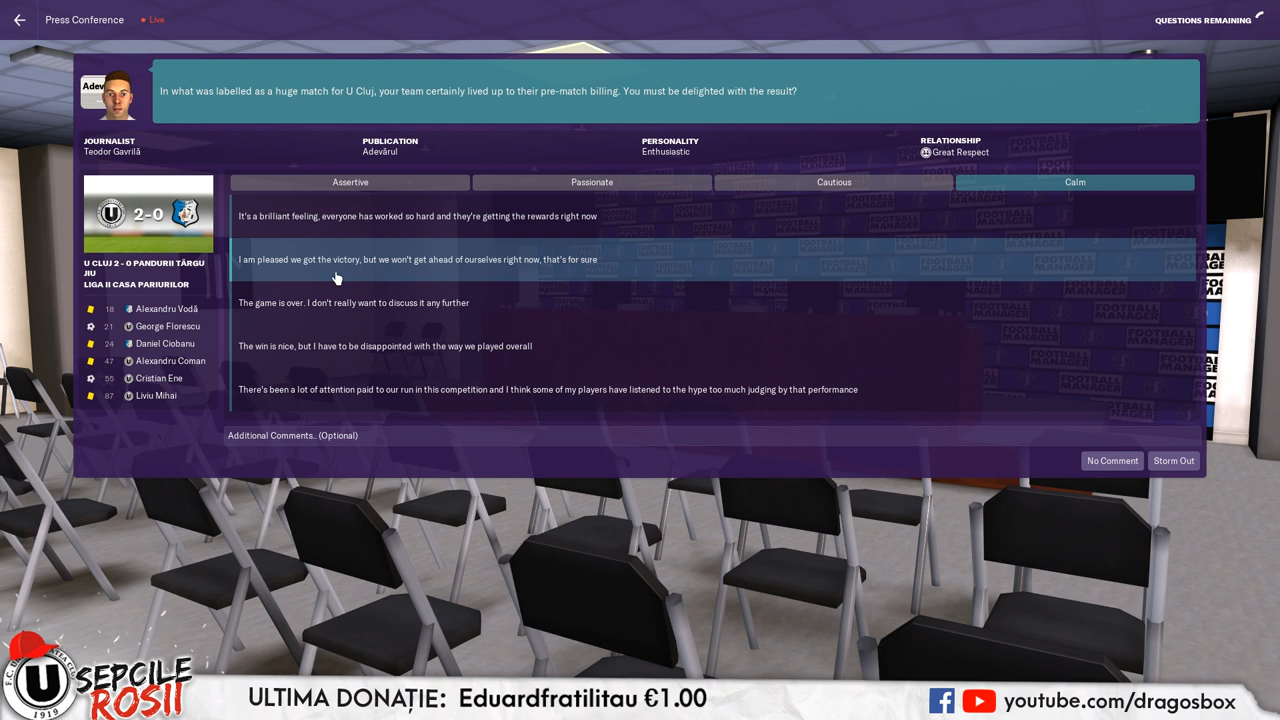 Press Conference
Live
QUESTIONS REMAINING
Adev
In what was labelled as a huge match for U Cluj, your team certainly lived up to their pre-match billing. You must be delighted with the result?
JOURNALIST
Teodor Gavrilă
PUBLICATION
Adevărul
PERSONALITY
Enthusiastic
RELATIONSHIP
Great Respect
Assertive
Passionate
Cautious
Calm
U
2-0
U CLUJ 2 - 0 PANDURII TÂRGU
JIU
LIGA II CASA PARIURILOR
18 Alexandru Vodă
21 George Florescu
24 Daniel Ciobanu
47 Alexandru Coman
55 Cristian Ene
87 Liviu Mihai
It's a brilliant feeling, everyone has worked so hard and they're getting the rewards right now
I am pleased we got the victory, but we won't get ahead of ourselves right now, that's for sure
The game is over. I don't really want to discuss it any further
The win is nice, but I have to be disappointed with the way we played overall
There's been a lot of attention paid to our run in this competition and I think some of my players have listened to the hype too much judging by that performance
Additional Comments.. (Optional)
No Comment
Storm Out
FOOTBALL MANAGER
U
1919
SEPCILE
ROSII
ULTIMA DONAȚIE: Eduardfratilitau €1.00
youtube.com/dragosbox